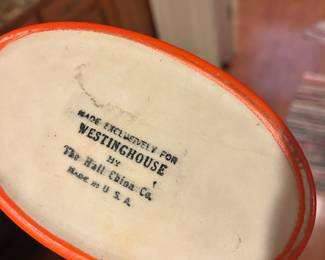 MADE EXCLUSIVELY FOR
WESTINGHOUSE
BY
The Hall China Co.
MADE IN U.S.A.